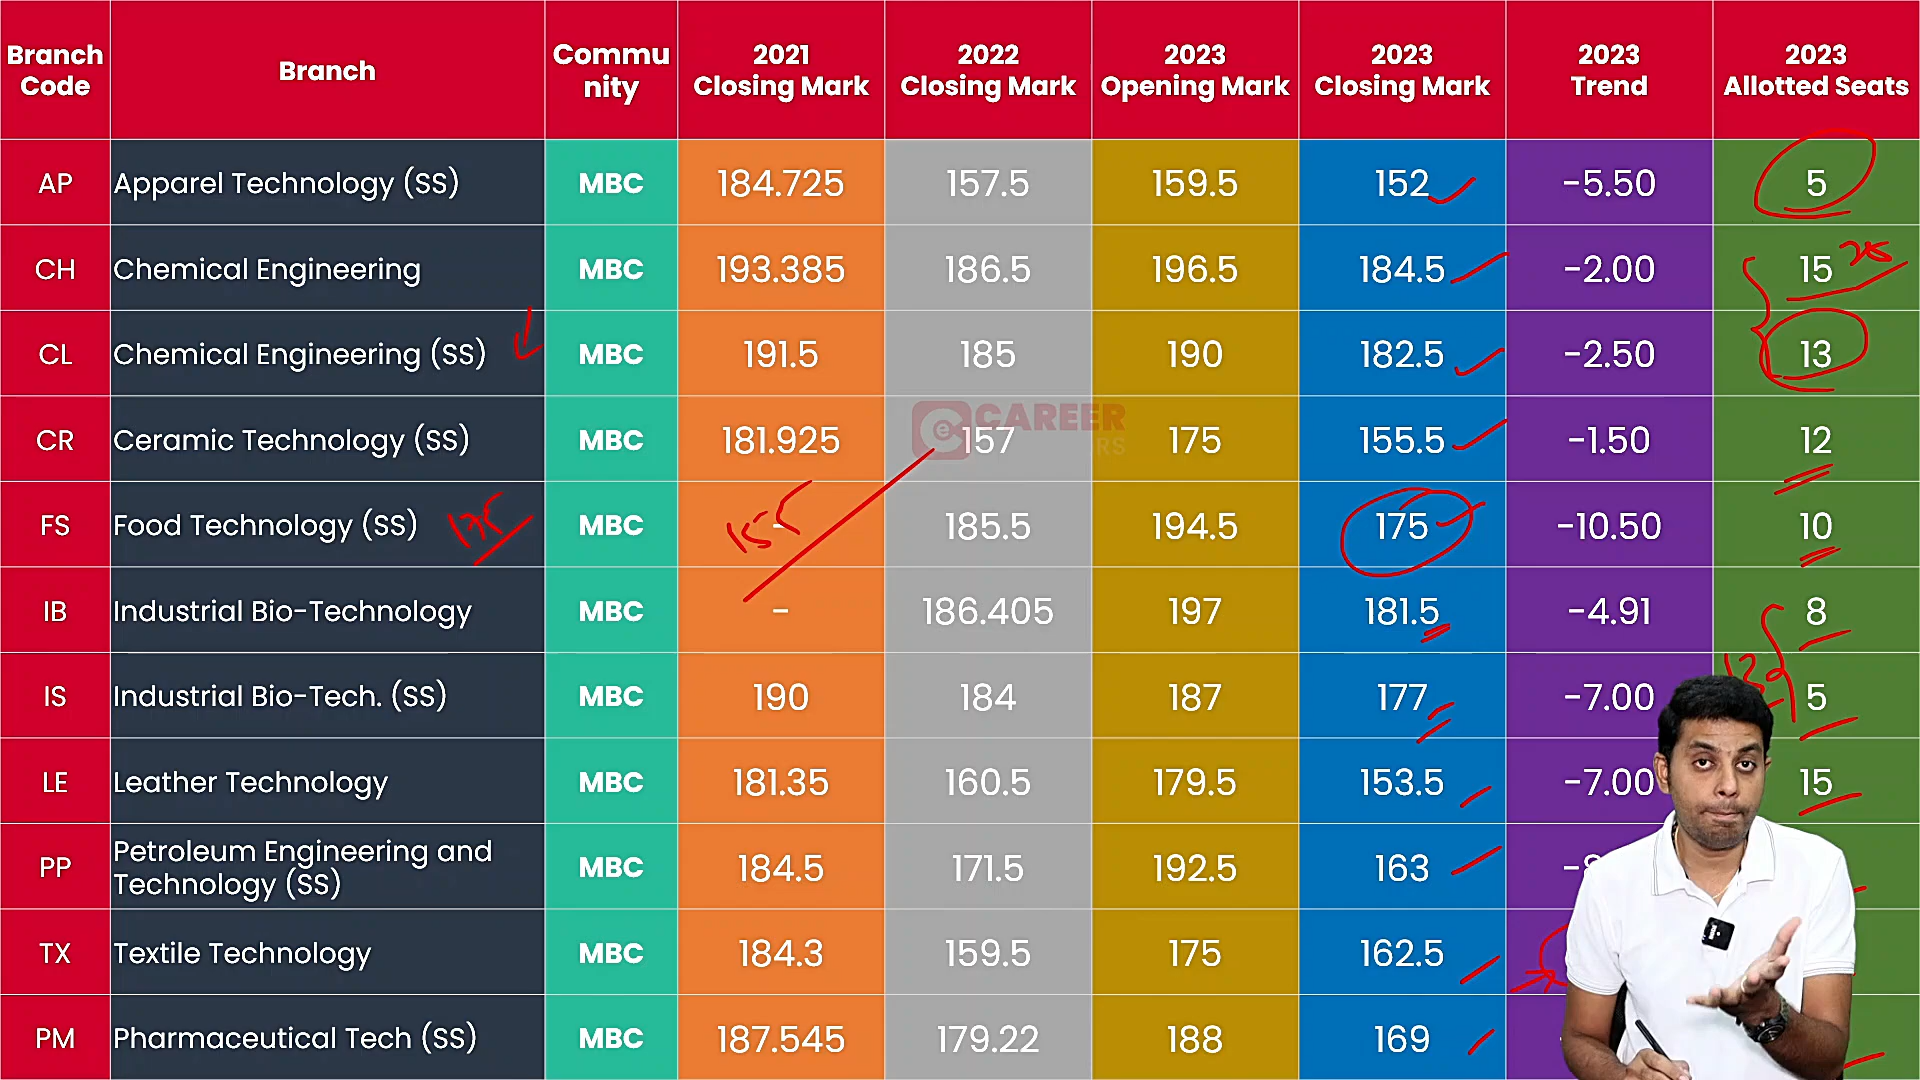 Branch Code Branch Commu nity 2021 Closing Mark 2022 Closing Mark 2023 Opening Mark 2023 Closing Mark 2023 Trend 2023 Allotted Seats
AP Apparel Technology (SS) MBC 184.725 157.5 159.5 152 -5.50 5
CH Chemical Engineering MBC 193.385 186.5 196.5 184.5 -2.00 15
CL Chemical Engineering (SS) MBC 191.5 185 190 182.5 -2.50 13
CAREER
CR Ceramic Technology (SS) MBC 181.925 157 175 155.5 -1.50 12
FS Food Technology (SS) 175 MBC - 155 185.5 194.5 175 -10.50 10
IB Industrial Bio-Technology MBC - 186.405 197 181.5 -4.91 8
IS Industrial Bio-Tech. (SS) MBC 190 184 187 177 -7.00 5
LE Leather Technology MBC 181.35 160.5 179.5 153.5 -7.00 15
PP Petroleum Engineering and Technology (SS) MBC 184.5 171.5 192.5 163
TX Textile Technology MBC 184.3 159.5 175 162.5
PM Pharmaceutical Tech (SS) MBC 187.545 179.22 188 169